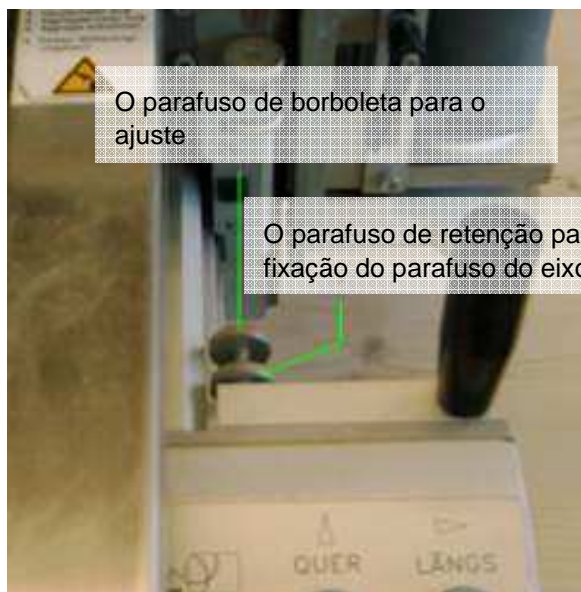 O parafuso de borboleta para o
ajuste
O parafuso de retenção pa
fixação do parafuso do eixo
QUER LÄNGS